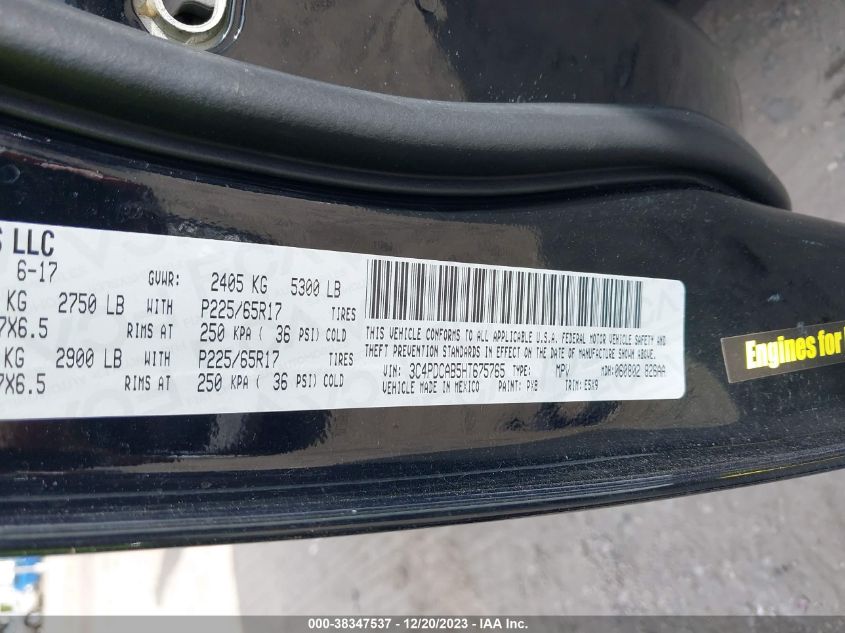 S LLC
6-17 GVWR: 2405 KG 5300 LB
KG 2750 LB WITH P225/65R17 TIRES
7X6.5 RIMS AT 250 KPA ( 36 PSI) COLD
KG 2900 LB WITH P225/65R17 TIRES
7X6.5 RIMS AT 250 KPA ( 36 PSI) COLD
THIS VEHICLE CONFORMS TO ALL APPLICABLE U.S.A. FEDERAL MOTOR VEHICLE SAFETY AND
THEFT PREVENTION STANDARDS IN EFFECT ON THE DATE OF MANUFACTURE SHOWN ABOVE.
VIN: 3C4PDCAB5HT675765 TYPE: MPV MDH: 060802 826AA
VEHICLE MADE IN MEXICO PAINT: PX8 TRIM: E5X9
Engines for
000-38347537 - 12/20/2023 - IAA Inc.